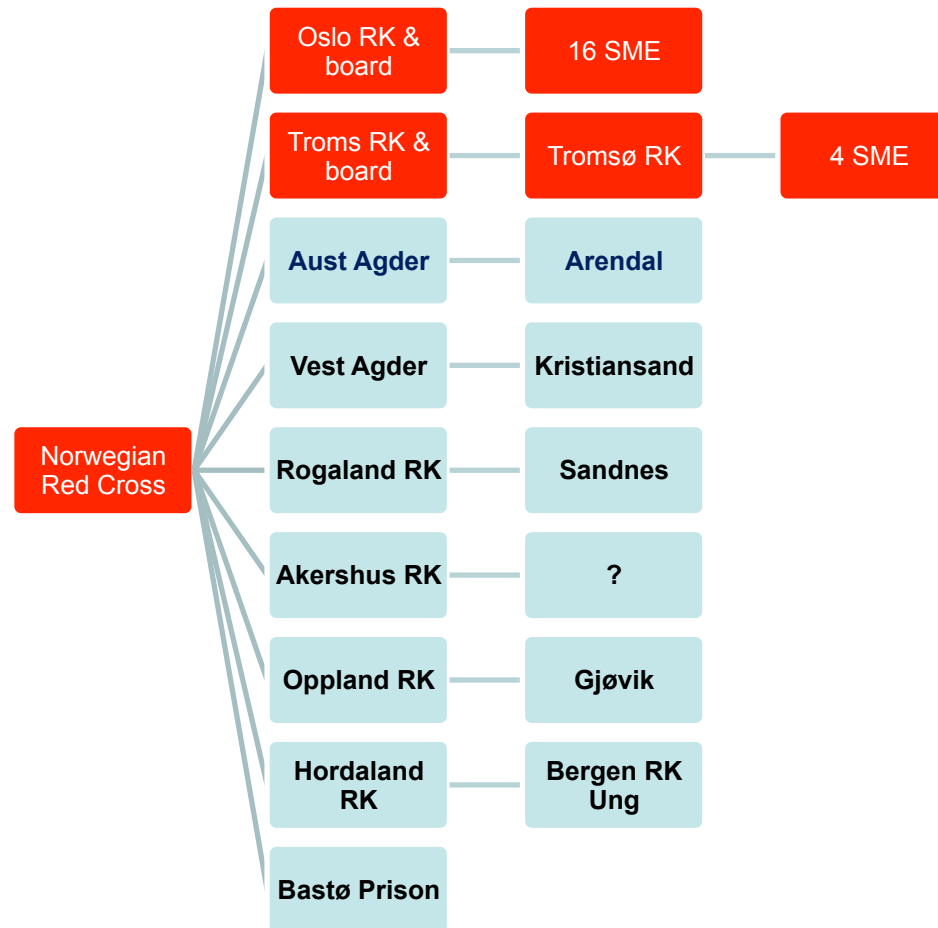 Oslo RK &
board
16 SME
Troms RK &
board
Tromsø RK
4 SME
Aust Agder
Arendal
Vest Agder
Kristiansand
Norwegian
Red Cross
Rogaland RK
Sandnes
Akershus RK
?
Oppland RK
Gjøvik
Hordaland
RK
Bergen RK
Ung
Bastø Prison